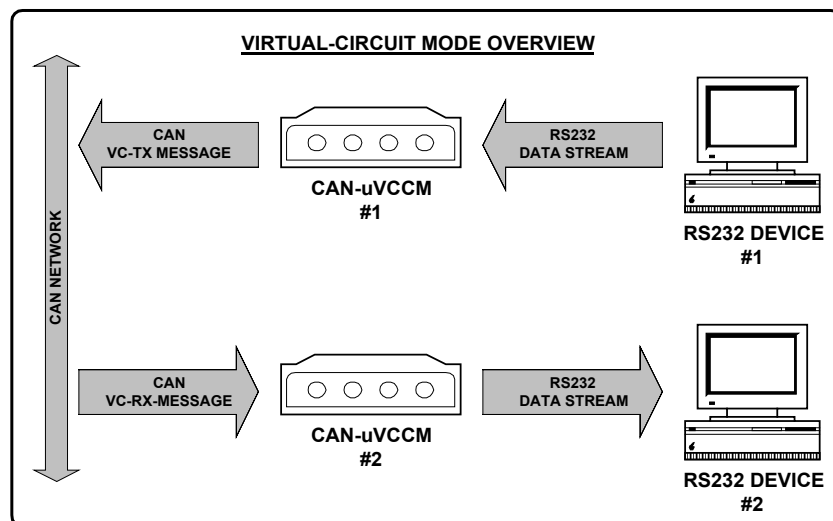 VIRTUAL-CIRCUIT MODE OVERVIEW
CAN NETWORK
CAN
VC-TX MESSAGE
CAN-uVCCM
#1
RS232
DATA STREAM
RS232 DEVICE
#1
CAN
VC-RX-MESSAGE
CAN-uVCCM
#2
RS232
DATA STREAM
RS232 DEVICE
#2